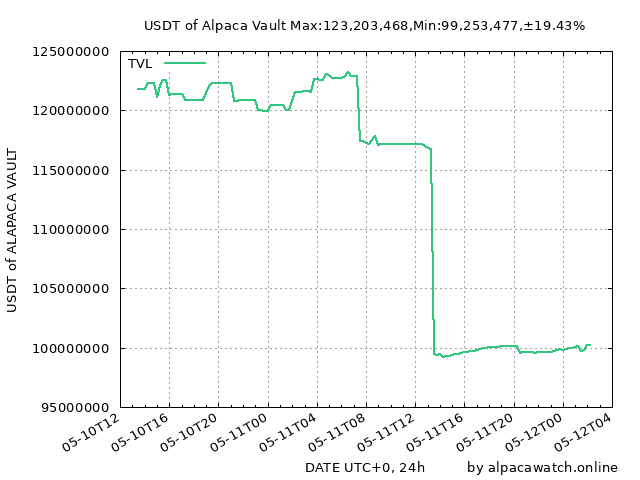 USDT of Alpaca Vault Max:123,203,468,Min:99,253,477,±19.43%
TVL
USDT of ALAPACA VAULT
125000000
120000000
115000000
110000000
105000000
100000000
95000000
05-10T12
05-10T16
05-10T20
05-11T00
05-11T04
05-11T08
05-11T12
05-11T16
05-11T20
05-12T00
05-12T04
DATE UTC+0, 24h
by alpacawatch.online